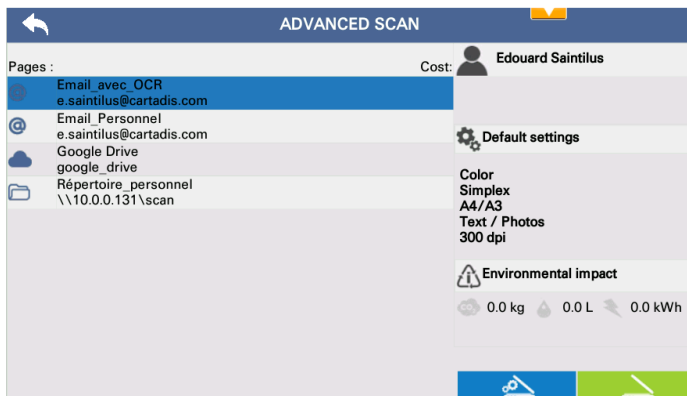 ADVANCED SCAN
Pages :
Cost:
Email_avec_OCR
e.saintilus@cartadis.com
@
Email_Personnel
e.saintilus@cartadis.com
Google Drive
google_drive
Répertoire_personnel
\\10.0.0.131\scan
Edouard Saintilus
Default settings
Color
Simplex
A4/A3
Text / Photos
300 dpi
Environmental impact
CO₂ 0.0 kg 0.0 L 0.0 kWh